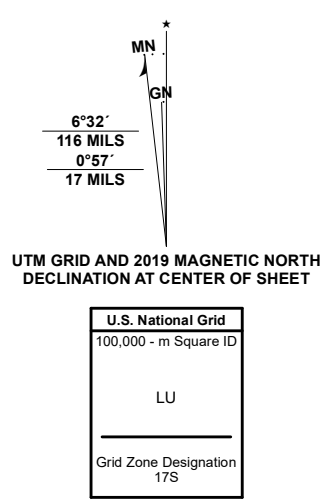 MN
GN
6°32´
116 MILS
0°57´
17 MILS
UTM GRID AND 2019 MAGNETIC NORTH
DECLINATION AT CENTER OF SHEET
U.S. National Grid
100,000 - m Square ID
LU
Grid Zone Designation
17S